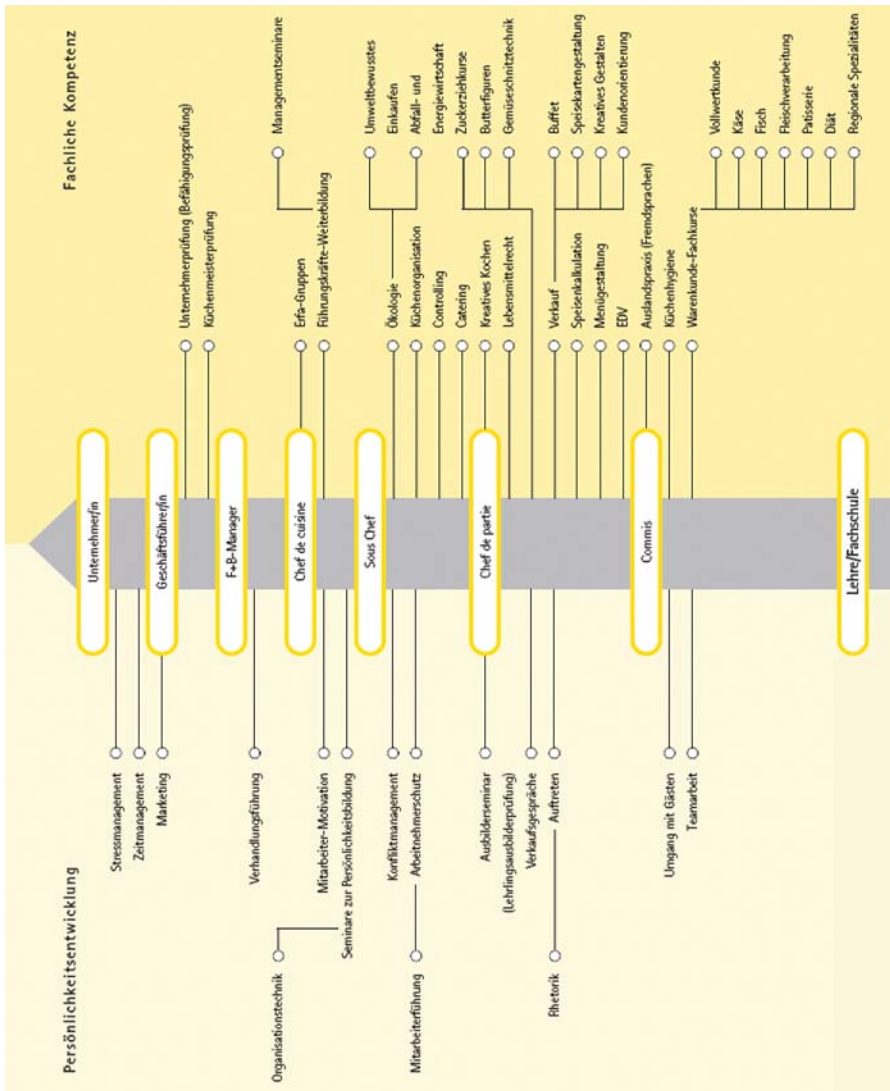 Persönlichkeitsentwicklung
Fachliche Kompetenz
Unternehmer/in
Geschäftsführer/in
F+B-Manager
Chef de cuisine
Sous Chef
Chef de partie
Commis
Lehre/Fachschule
Stressmanagement
Zeitmanagement
Marketing
Verhandlungsführung
Organisationstechnik
Mitarbeiter-Motivation
Seminare zur Persönlichkeitsbildung
Konfliktmanagement
Mitarbeiterführung
Arbeitnehmerschutz
Ausbilderseminar
(Lehrlingsausbilderprüfung)
Verkaufsgespräche
Rhetorik
Auftreten
Umgang mit Gästen
Teamarbeit
Unternehmerprüfung (Befähigungsprüfung)
Küchenmeisterprüfung
Erfa-Gruppen
Führungskräfte-Weiterbildung
Managementseminare
Ökologie
Küchenorganisation
Controlling
Catering
Kreatives Kochen
Lebensmittelrecht
Umweltbewusstes
Einkaufen
Abfall- und
Energiewirtschaft
Zuckerziehkurse
Butterfiguren
Gemüseschnitztechnik
Verkauf
Speisenkalkulation
Menügestaltung
EDV
Auslandspraxis (Fremdsprachen)
Küchenhygiene
Warenkunde-Fachkurse
Buffet
Speisekartengestaltung
Kreatives Gestalten
Kundenorientierung
Vollwertkunde
Käse
Fisch
Fleischverarbeitung
Patisserie
Diät
Regionale Spezialitäten